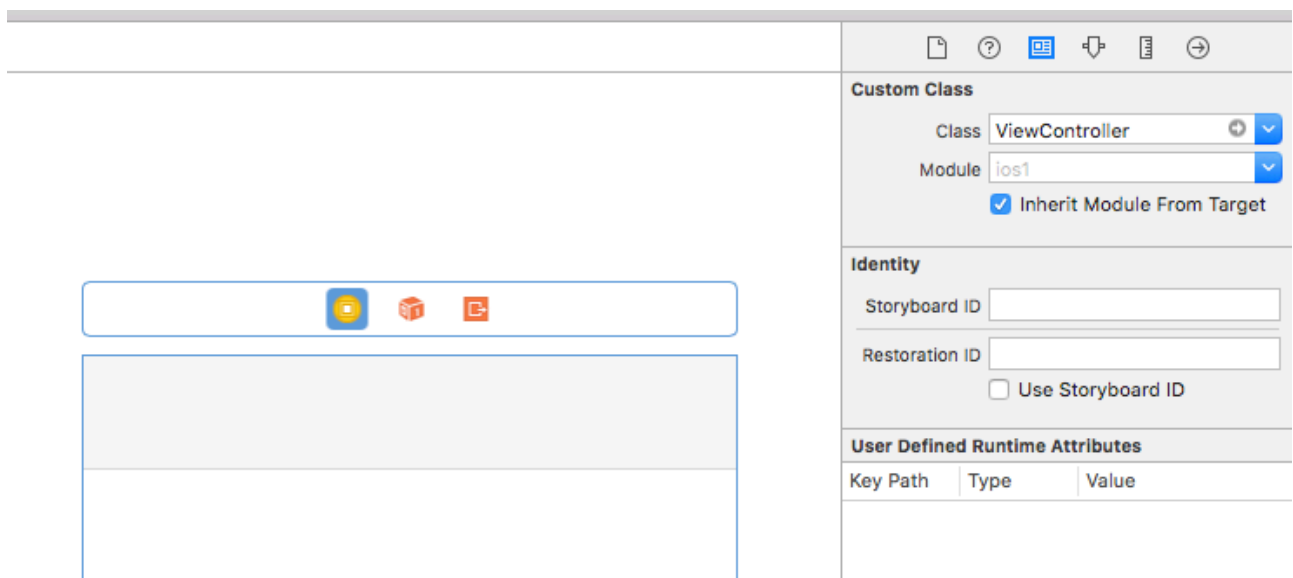 Custom Class
Class ViewController
Module ios1
Inherit Module From Target
Identity
Storyboard ID
Restoration ID
Use Storyboard ID
User Defined Runtime Attributes
Key Path Type Value